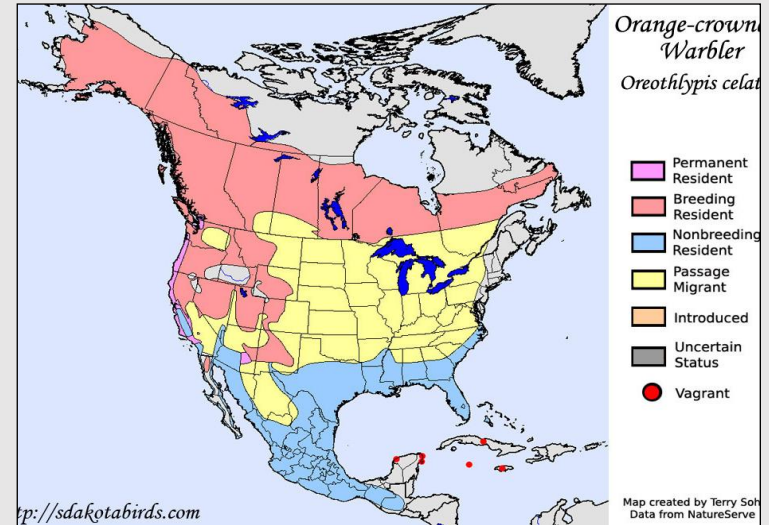 Orange-crown
Warbler
Oreothlypis celat
Permanent
Resident
Breeding
Resident
Nonbreeding
Resident
Passage
Migrant
Introduced
Uncertain
Status
Vagrant
tp://sdakotabirds.com
Map created by Terry Soh
Data from NatureServe